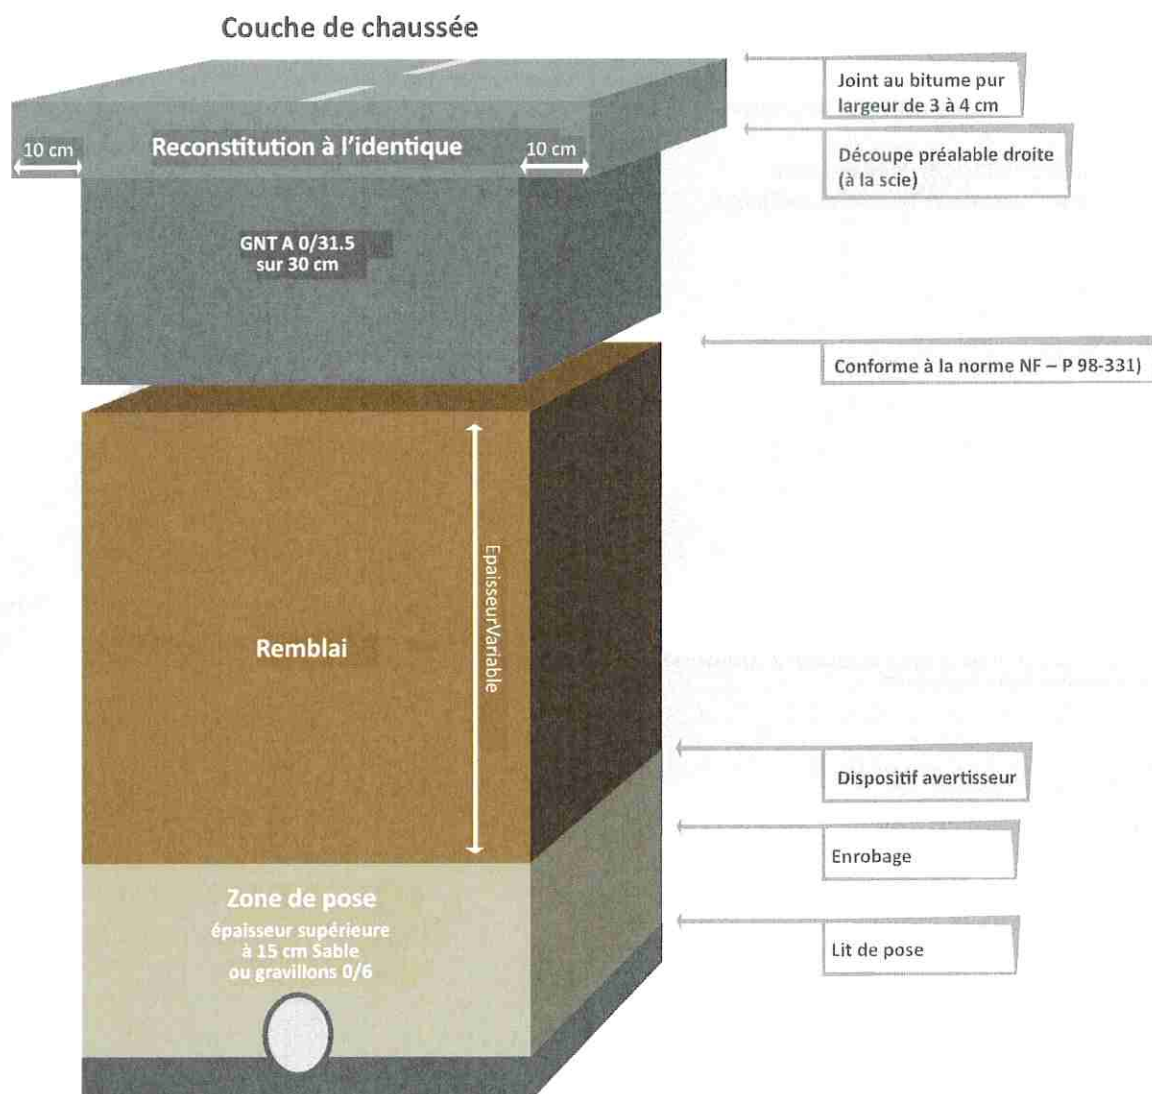 Couche de chaussée
Joint au bitume pur
largeur de 3 à 4 cm
10 cm
Reconstitution à l'identique
10 cm
Découpe préalable droite
(à la scie)
GNT A 0/31.5
sur 30 cm
Conforme à la norme NF – P 98-331)
EpaisseurVariable
Remblai
Dispositif avertisseur
Enrobage
Zone de pose
épaisseur supérieure
à 15 cm Sable
ou gravillons 0/6
Lit de pose